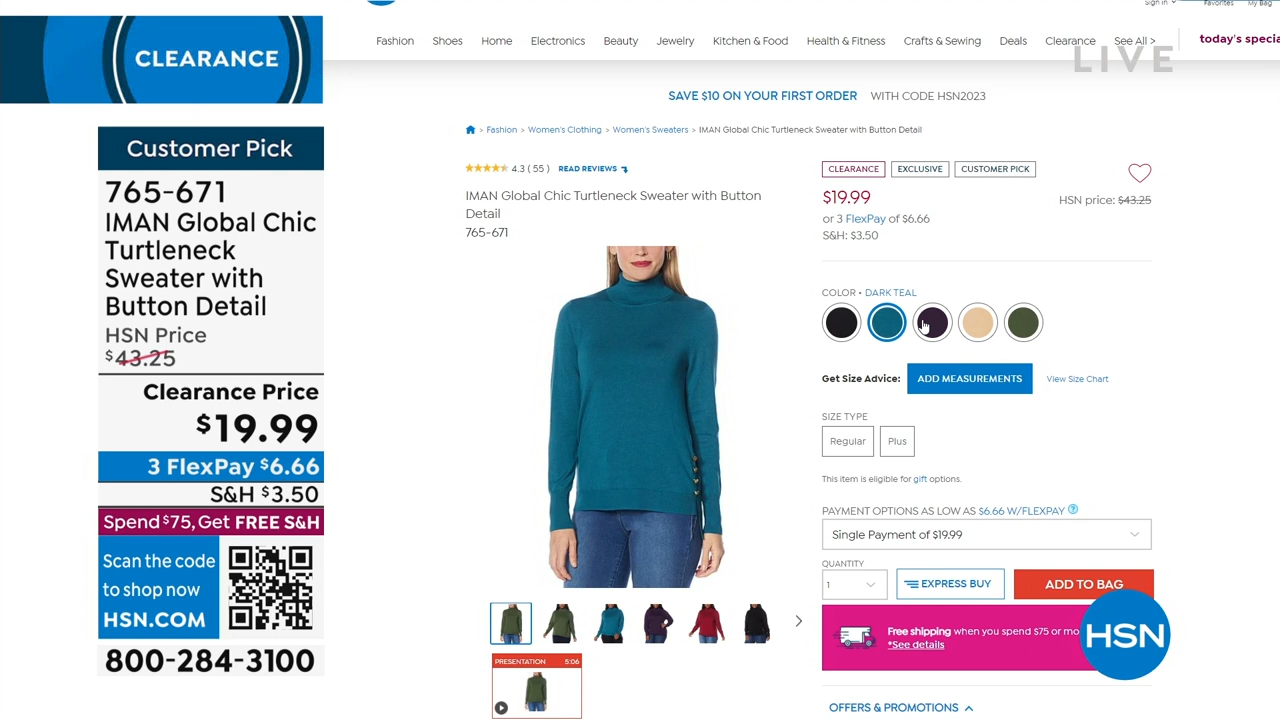 CLEARANCE
Customer Pick
765-671
IMAN Global Chic
Turtleneck
Sweater with
Button Detail
HSN Price
$43.25
Clearance Price
$19.99
3 FlexPay $6.66
S&H $3.50
Spend $75, Get FREE S&H
Scan the code
to shop now
HSN.COM
800-284-3100
Sign in Favorites My Bag
Fashion Shoes Home Electronics Beauty Jewelry Kitchen & Food Health & Fitness Crafts & Sewing Deals Clearance See All > today's specia
LIVE
SAVE $10 ON YOUR FIRST ORDER WITH CODE HSN2023
> Fashion > Women's Clothing > Women's Sweaters > IMAN Global Chic Turtleneck Sweater with Button Detail
4.3 ( 55 ) READ REVIEWS
IMAN Global Chic Turtleneck Sweater with Button
Detail
765-671
PRESENTATION 5:06
CLEARANCE EXCLUSIVE CUSTOMER PICK
$19.99 HSN price: $43.25
or 3 FlexPay of $6.66
S&H: $3.50
COLOR • DARK TEAL
Get Size Advice: ADD MEASUREMENTS View Size Chart
SIZE TYPE
Regular Plus
This item is eligible for gift options.
PAYMENT OPTIONS AS LOW AS $6.66 W/FLEXPAY ?
Single Payment of $19.99
QUANTITY
1 EXPRESS BUY ADD TO BAG
Free shipping when you spend $75 or mo
*See details
HSN
OFFERS & PROMOTIONS